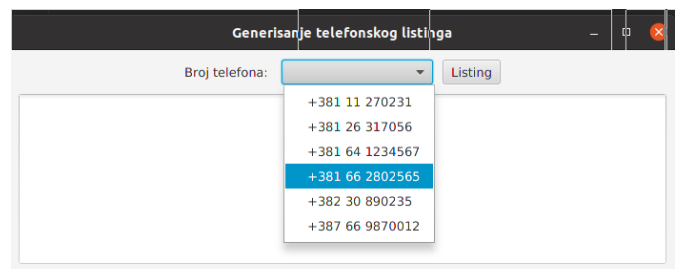 Generisanje telefonskog listinga
Broj telefona: Listing
+381 11 270231
+381 26 317056
+381 64 1234567
+381 66 2802565
+382 30 890235
+387 66 9870012